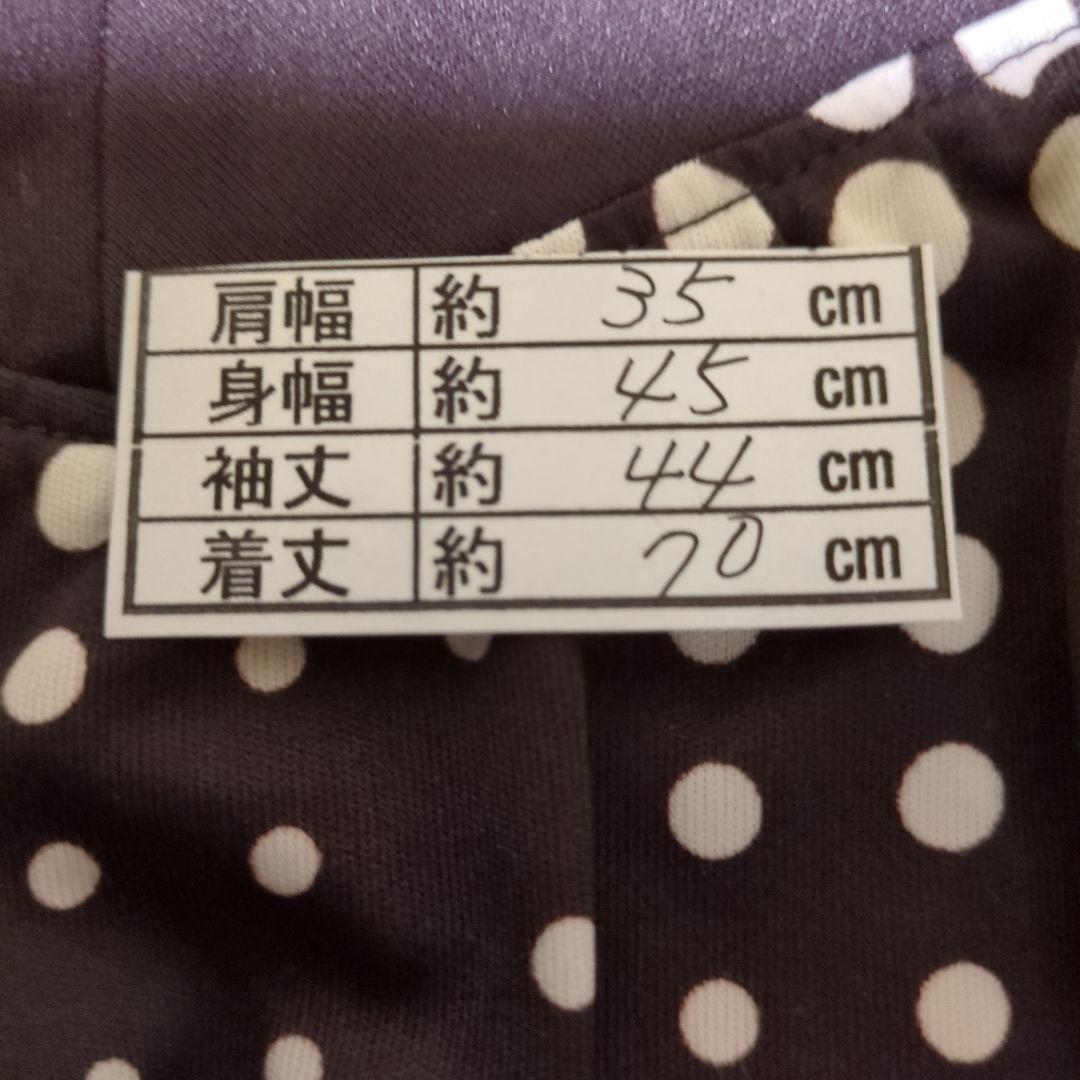 肩幅 約 35 cm
身幅 約 45 cm
袖丈 約 44 cm
着丈 約 70 cm